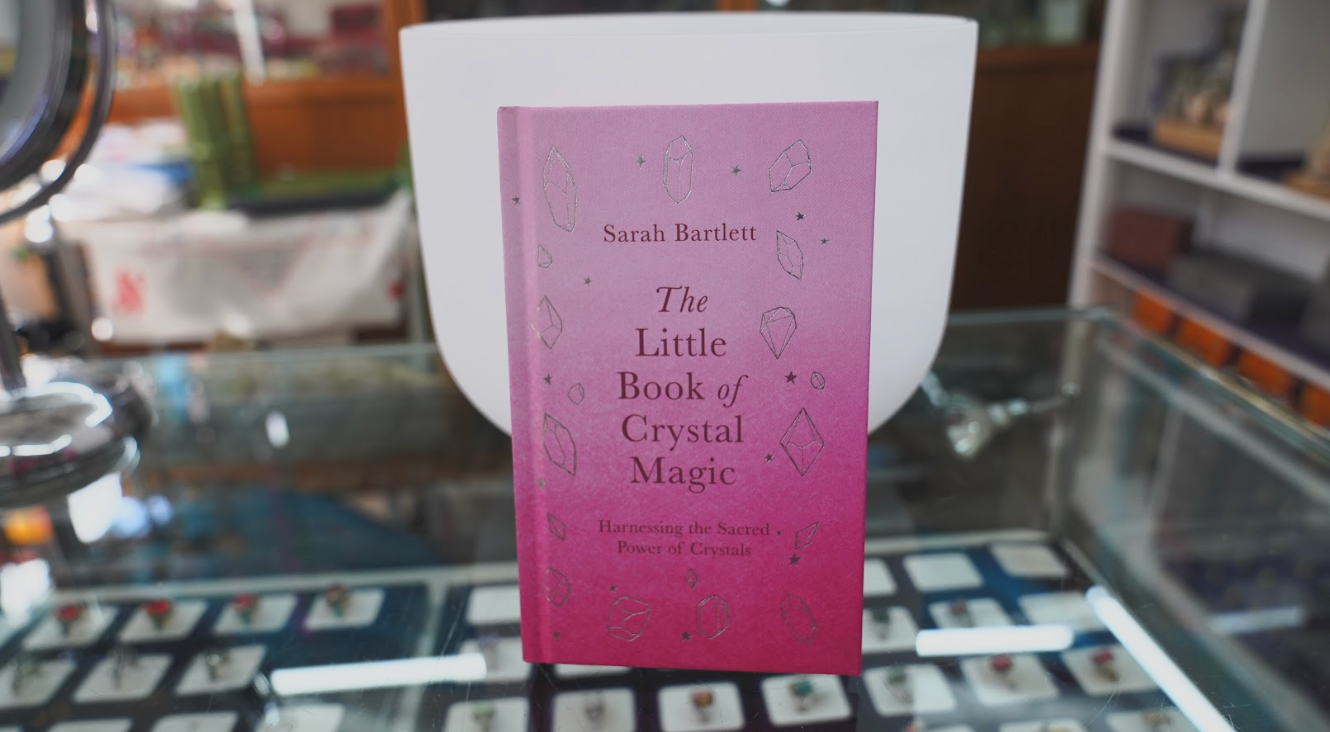 Sarah Bartlett
The
Little
Book of
Crystal
Magic
Harnessing the Sacred
Power of Crystals